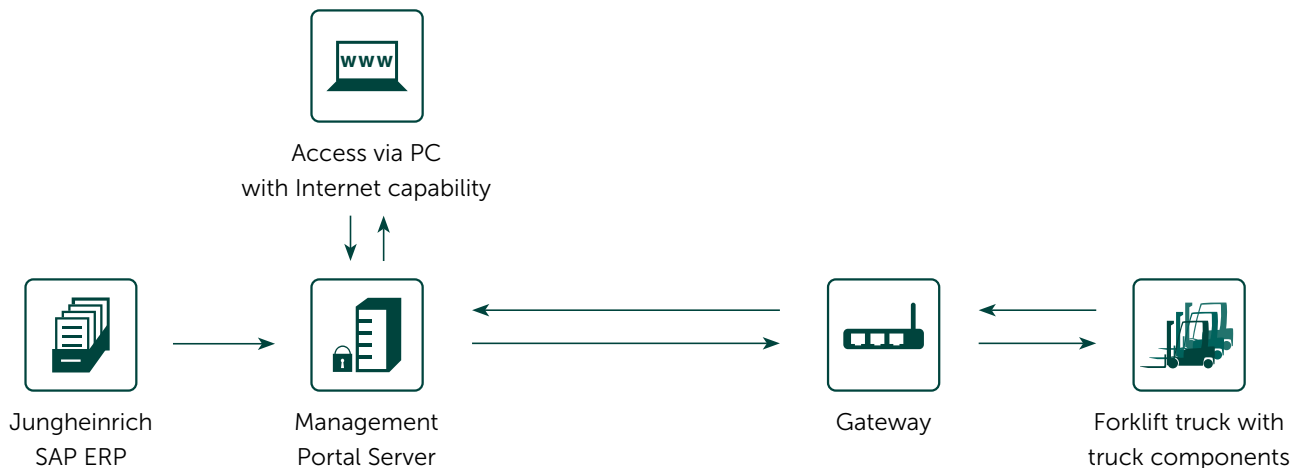 www
Access via PC
with Internet capability
Jungheinrich
SAP ERP
Management
Portal Server
Gateway
Forklift truck with
truck components